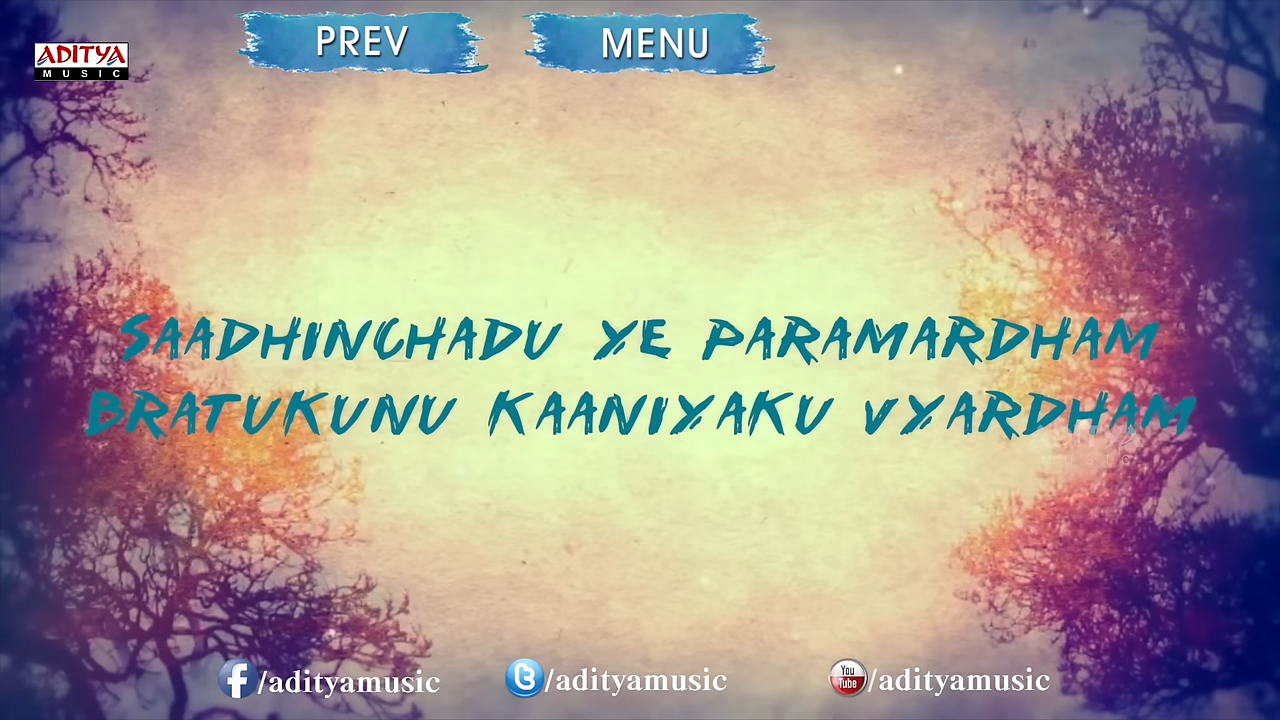 PREV MENU
ADITYA
MUSIC
SAADHINCHADU YE PARAMARDHAM
BRATUKUNU KAANIYAKU VYARDHAM
/adityamusic /adityamusic You Tube /adityamusic